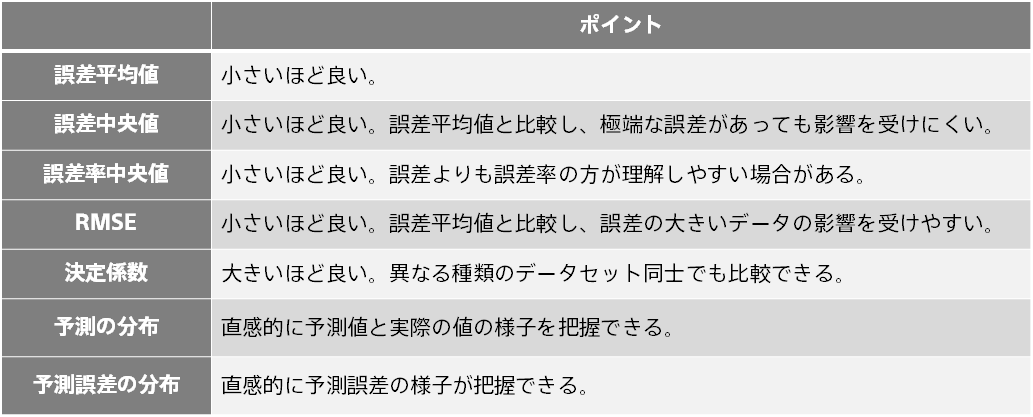 ポイント
誤差平均値 小さいほど良い。
誤差中央値 小さいほど良い。誤差平均値と比較し、極端な誤差があっても影響を受けにくい。
誤差率中央値 小さいほど良い。誤差よりも誤差率の方が理解しやすい場合がある。
RMSE 小さいほど良い。誤差平均値と比較し、誤差の大きいデータの影響を受けやすい。
決定係数 大きいほど良い。異なる種類のデータセット同士でも比較できる。
予測の分布 直感的に予測値と実際の値の様子を把握できる。
予測誤差の分布 直感的に予測誤差の様子が把握できる。